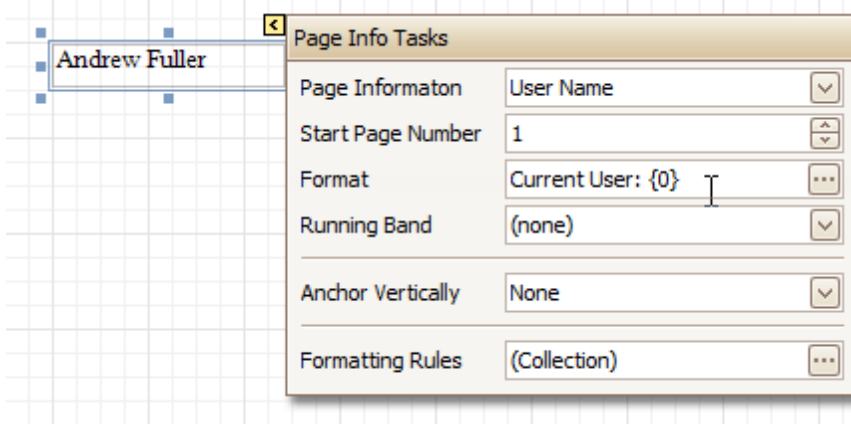 Andrew Fuller
Page Info Tasks
Page Informaton User Name
Start Page Number 1
Format Current User: {0}
Running Band (none)
Anchor Vertically None
Formatting Rules (Collection)